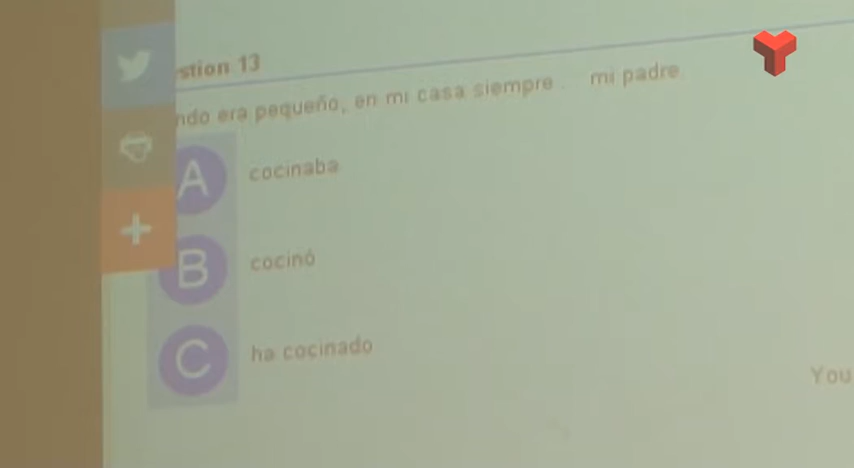 stion 13
ndo era pequeño, en mi casa siempre . mi padre
A cocinaba
B cocinó
C ha cocinado
You